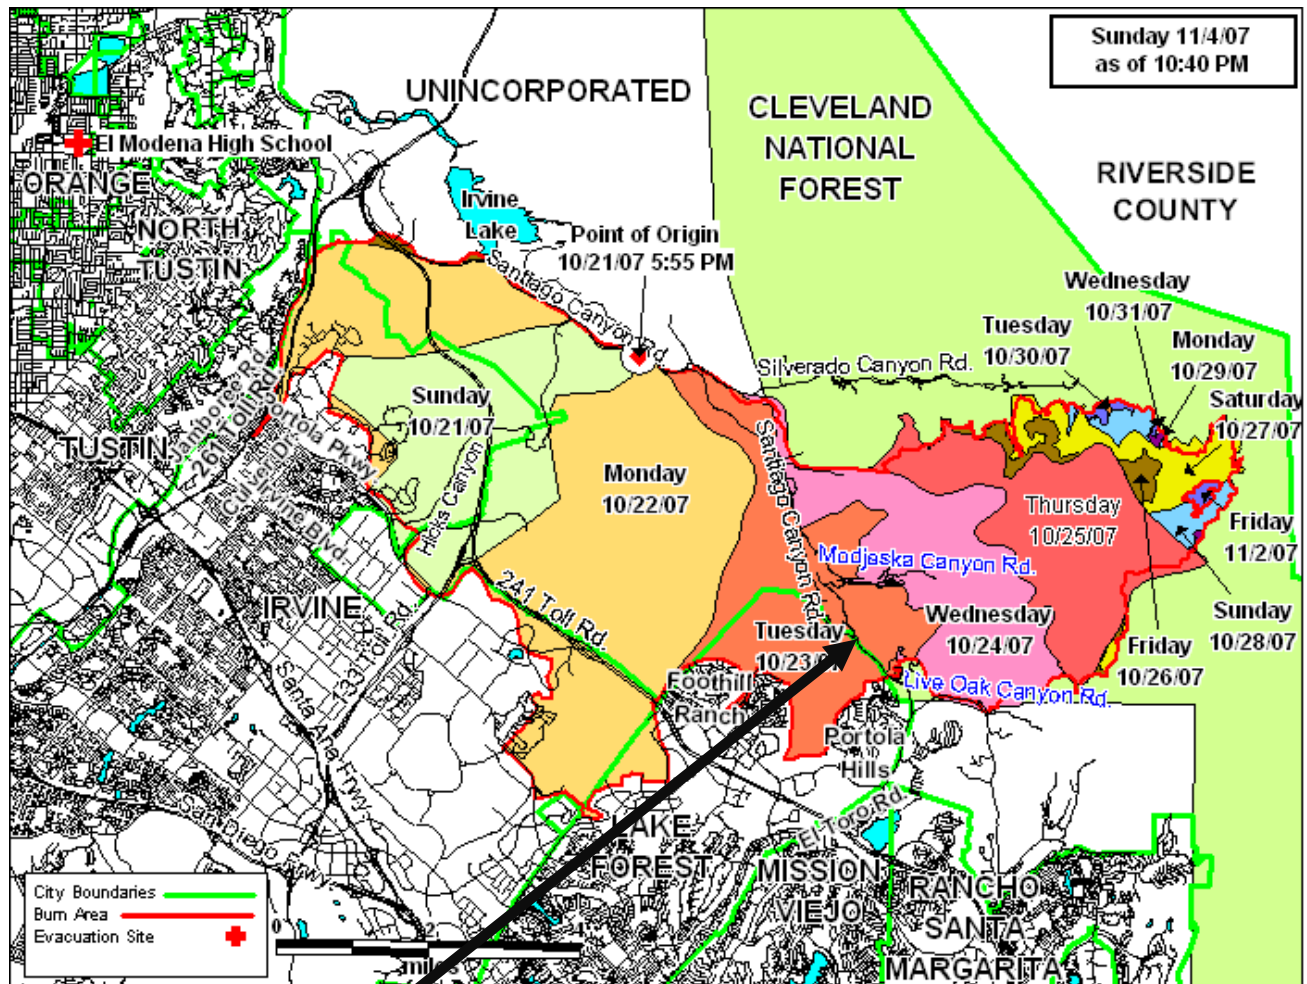 Sunday 11/4/07
as of 10:40 PM
UNINCORPORATED
CLEVELAND
NATIONAL
FOREST
RIVERSIDE
COUNTY
El Modena High School
ORANGE
NORTH
TUSTIN
Irvine
Lake
Point of Origin
10/21/07 5:55 PM
Santiago Canyon Rd.
Wednesday
10/31/07
Tuesday
10/30/07
Monday
10/29/07
Silverado Canyon Rd.
Saturday
10/27/07
Jamboree Rd.
261 Toll Rd.
Portola Pkwy.
Culver Dr.
Irvine Blvd.
TUSTIN
Sunday
10/21/07
Hicks Canyon
Monday
10/22/07
Santiago Canyon Rd.
Thursday
10/25/07
Friday
11/2/07
Modjeska Canyon Rd.
IRVINE
241 Toll Rd.
133 Toll Rd.
Santa Ana Frwy.
Tuesday
10/23/
Wednesday
10/24/07
Sunday
10/28/07
Friday
10/26/07
Live Oak Canyon Rd.
Foothill
Ranch
Portola
Hills
San Diego Frwy.
El Toro Rd.
LAKE
FOREST
MISSION
VIEJO
RANCHO
SANTA
MARGARITA
City Boundaries
Burn Area
Evacuation Site
0 2 4
miles